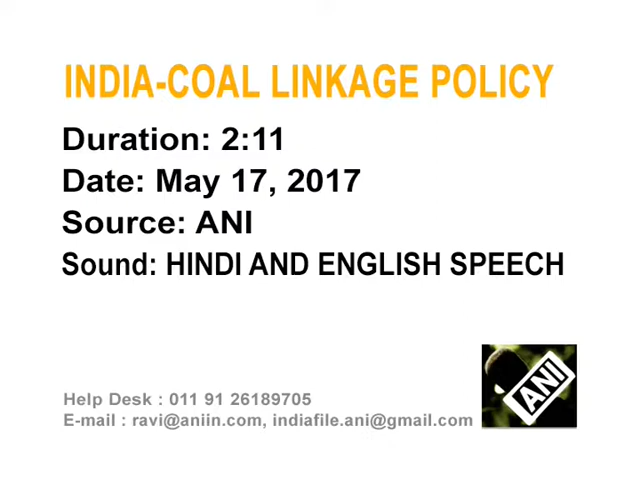 INDIA-COAL LINKAGE POLICY
Duration: 2:11
Date: May 17, 2017
Source: ANI
Sound: HINDI AND ENGLISH SPEECH
Help Desk : 011 91 26189705
E-mail : ravi@aniin.com, indiafile.ani@gmail.com
ANI